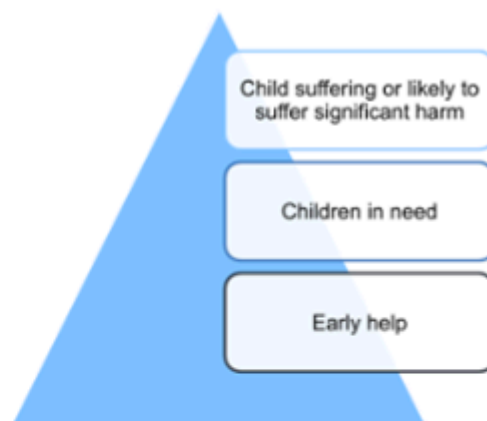 Child suffering or likely to
suffer significant harm
Children in need
Early help